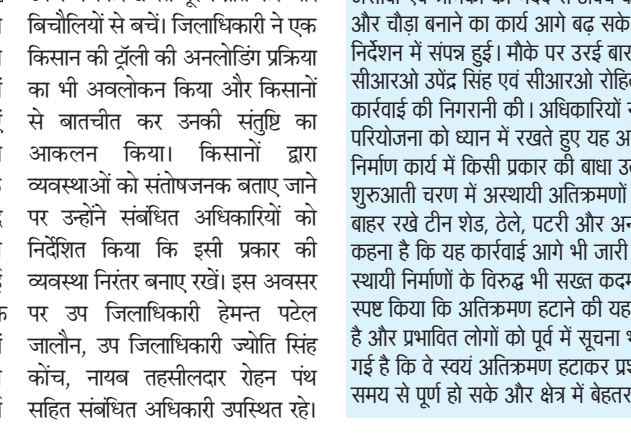 बिचौलियों से बचें। जिलाधिकारी ने एक
किसान की ट्रॉली की अनलोडिंग प्रक्रिया
का भी अवलोकन किया और किसानों
से बातचीत कर उनकी संतुष्टि का
आकलन किया। किसानों द्वारा
व्यवस्थाओं को संतोषजनक बताए जाने
पर उन्होंने संबंधित अधिकारियों को
निर्देशित किया कि इसी प्रकार की
व्यवस्था निरंतर बनाए रखें। इस अवसर
पर उप जिलाधिकारी हेमन्त पटेल
जालौन, उप जिलाधिकारी ज्योति सिंह
कोंच, नायब तहसीलदार रोहन पंथ
सहित संबंधित अधिकारी उपस्थित रहे।
और चौड़ा बनाने का कार्य आगे बढ़ सके
निर्देशन में संपन्न हुई। मौके पर उरई
सीआरओ उपेंद्र सिंह एवं सीआरओ
कार्रवाई की निगरानी की। अधिकारियों
परियोजना को ध्यान में रखते हुए यह
निर्माण कार्य में किसी प्रकार की बाधा
शुरुआती चरण में अस्थायी अतिक्रमणों
बाहर रखे टीन शेड, ठेले, पटरी और
कहना है कि यह कार्रवाई आगे भी जारी
स्थायी निर्माणों के विरुद्ध भी सख्त
स्पष्ट किया कि अतिक्रमण हटाने की यह
है और प्रभावित लोगों को पूर्व में सूचना
गई है कि वे स्वयं अतिक्रमण हटाकर
समय से पूर्ण हो सके और क्षेत्र में बेहतर